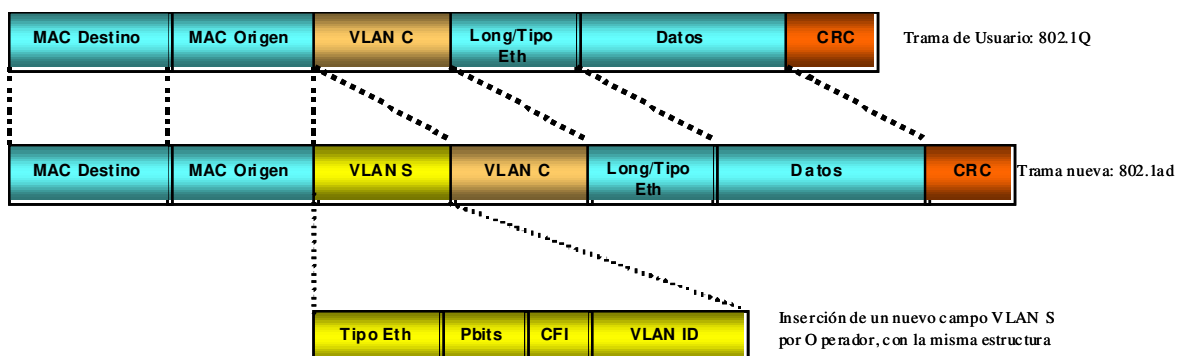 MAC Destino MAC Origen VLAN C Long/Tipo Eth Datos CRC Trama de Usuario: 802.1Q
MAC Destino MAC Origen VLAN S VLAN C Long/Tipo Eth Datos CRC Trama nueva: 802.1ad
Tipo Eth Pbits CFI VLAN ID
Inserción de un nuevo campo VLAN S
por Operador, con la misma estructura